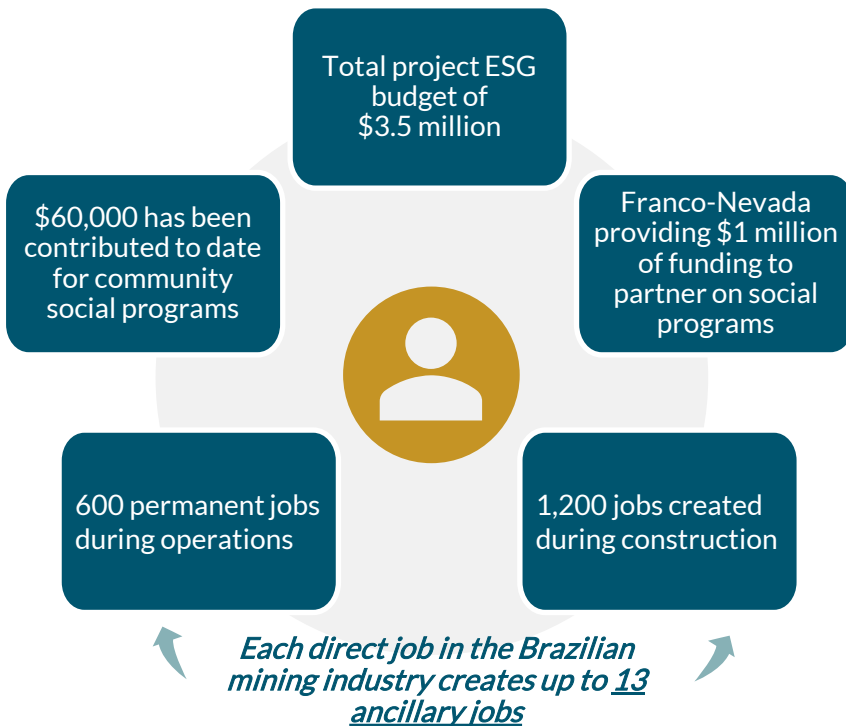 Total project ESG
budget of
$3.5 million
$60,000 has been
contributed to date
for community
social programs
Franco-Nevada
providing $1 million
of funding to
partner on social
programs
600 permanent jobs
during operations
1,200 jobs created
during construction
Each direct job in the Brazilian
mining industry creates up to 13
ancillary jobs